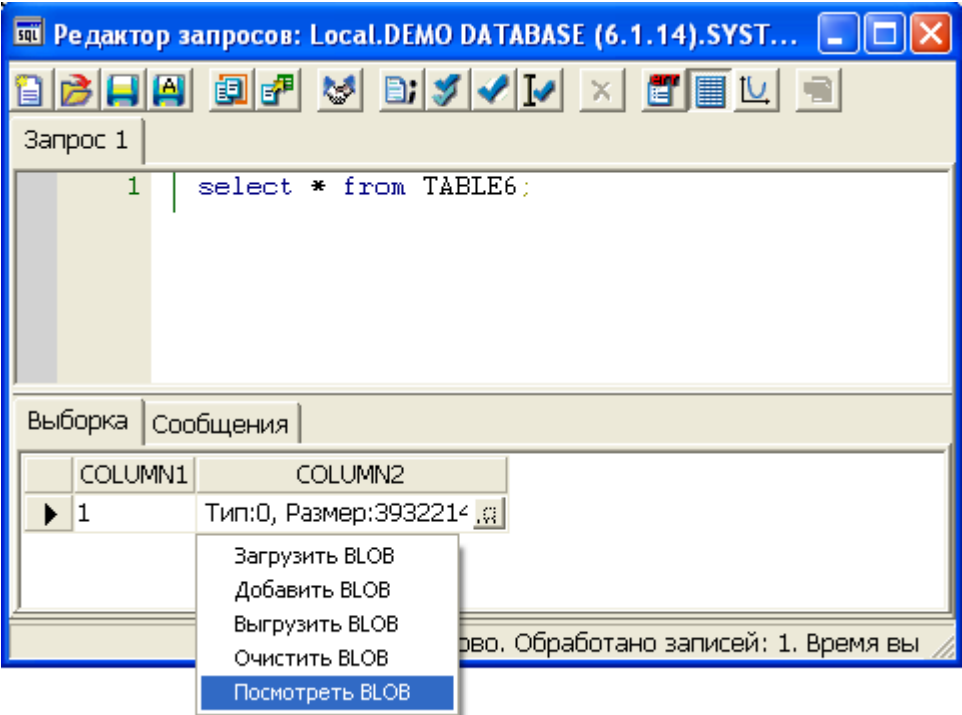 Редактор запросов: Local.DEMO DATABASE (6.1.14).SYST...
Запрос 1
1 select * from TABLE6;
Выборка Сообщения
COLUMN1 COLUMN2
1 Тип:0, Размер:3932214
Загрузить BLOB
Добавить BLOB
Выгрузить BLOB
Очистить BLOB
Обработано записей: 1. Время вы
Посмотреть BLOB